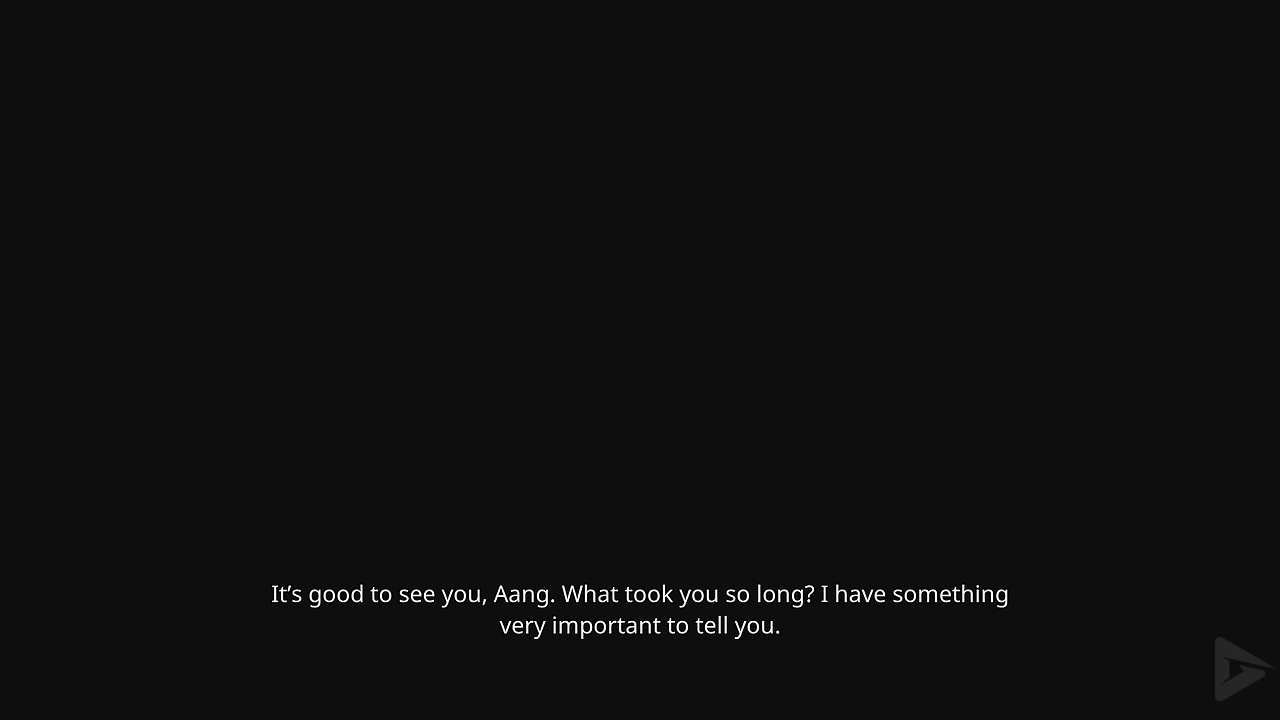 It’s good to see you, Aang. What took you so long? I have something
very important to tell you.